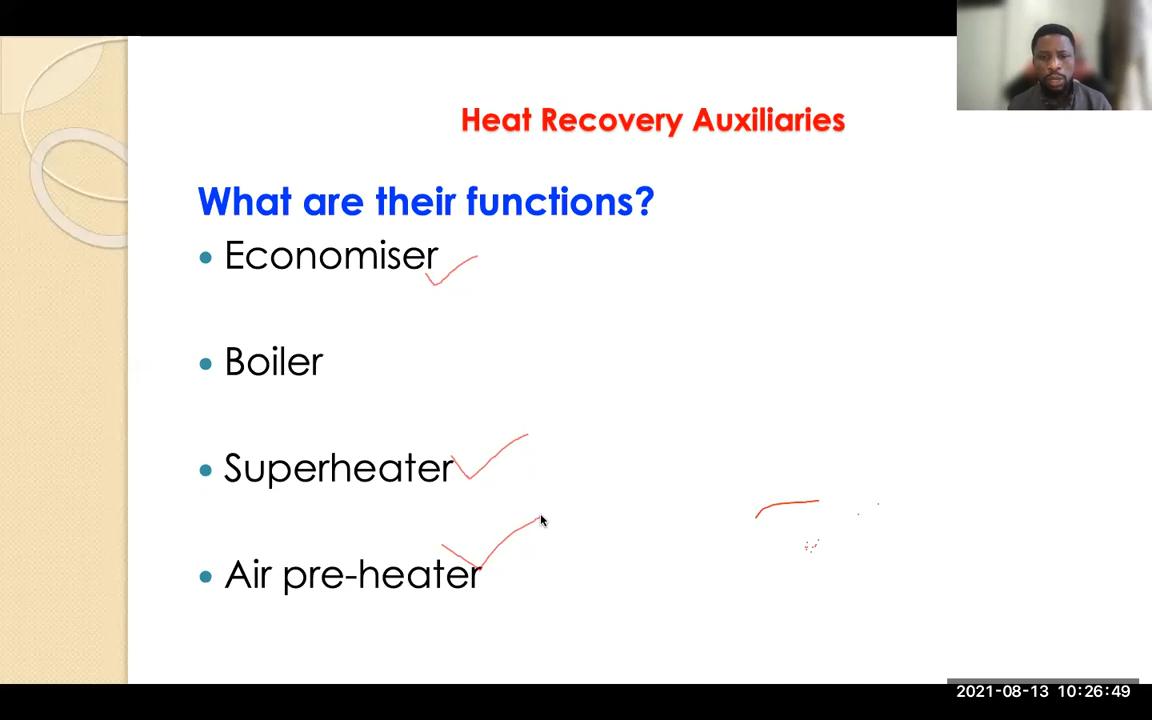 Heat Recovery Auxiliaries
What are their functions?
• Economiser
• Boiler
• Superheater
• Air pre-heater
2021-08-13 10:26:49